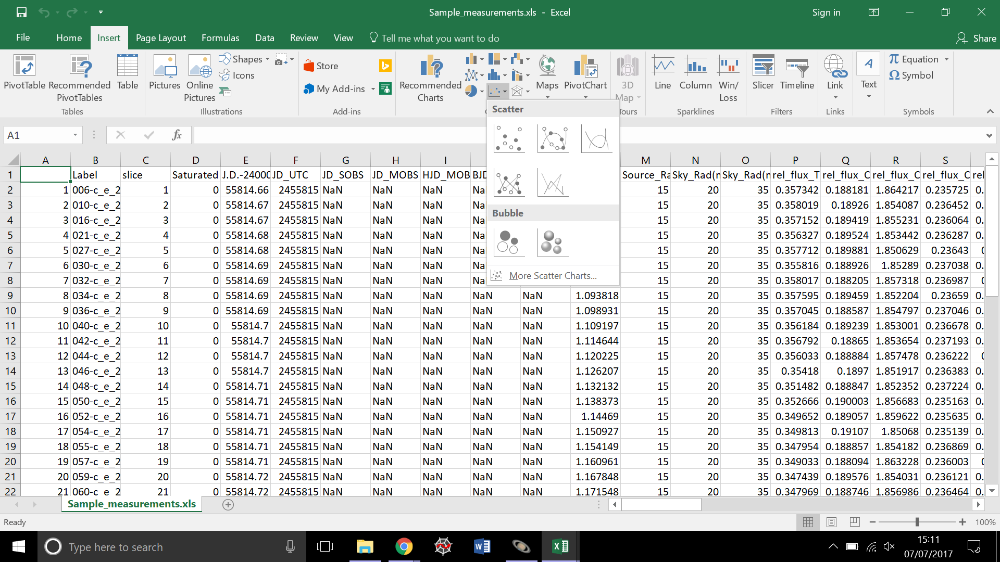 Sample_measurements.xls - Excel
Sign in
File Home Insert Page Layout Formulas Data Review View Tell me what you want to do Share
PivotTable Recommended PivotTables Table
Tables
Pictures Online Pictures Shapes Icons
Illustrations
Store
My Add-ins
Add-ins
Recommended Charts
Maps PivotChart
3D Map
Tours
Line Column Win/Loss
Sparklines
Slicer Timeline
Filters
Link
Links
Text
Equation
Symbol
Symbols
Scatter
Bubble
More Scatter Charts...
A1 fx
A B C D E F G H I M N O P Q R S
1 Label slice Saturated J.D.-24000 JD_UTC JD_SOBS JD_MOBS HJD_MOB BJD Source_Ra Sky_Rad(n Sky_Rad(n rel_flux_T rel_flux_C rel_flux_C rel_flux_C rel
2 1 006-c_e_2 1 0 55814.66 2455815 NaN NaN NaN Na 15 20 35 0.357342 0.188181 1.864217 0.235725 0.
3 2 010-c_e_2 2 0 55814.67 2455815 NaN NaN NaN Na 15 20 35 0.358019 0.18926 1.854087 0.236452 0.
4 3 016-c_e_2 3 0 55814.67 2455815 NaN NaN NaN Na 15 20 35 0.357152 0.189419 1.855231 0.236064 0.
5 4 021-c_e_2 4 0 55814.68 2455815 NaN NaN NaN Na 15 20 35 0.356327 0.189524 1.853442 0.236287 0.
6 5 027-c_e_2 5 0 55814.68 2455815 NaN NaN NaN Na 15 20 35 0.357712 0.189881 1.850629 0.23643
7 6 030-c_e_2 6 0 55814.69 2455815 NaN NaN NaN Na 15 20 35 0.355816 0.188926 1.85289 0.237038 0.
8 7 032-c_e_2 7 0 55814.69 2455815 NaN NaN NaN Na 15 20 35 0.358017 0.188205 1.857318 0.236987
9 8 034-c_e_2 8 0 55814.69 2455815 NaN NaN NaN NaN NaN 1.093818 15 20 35 0.357595 0.189459 1.852204 0.23659 0.
10 9 036-c_e_2 9 0 55814.69 2455815 NaN NaN NaN NaN NaN 1.098931 15 20 35 0.357045 0.188587 1.854797 0.237046 0.
11 10 040-c_e_2 10 0 55814.7 2455815 NaN NaN NaN NaN NaN 1.109197 15 20 35 0.356184 0.189239 1.853001 0.236678 0.
12 11 042-c_e_2 11 0 55814.7 2455815 NaN NaN NaN NaN NaN 1.114644 15 20 35 0.356792 0.18865 1.853654 0.237193 0.
13 12 044-c_e_2 12 0 55814.7 2455815 NaN NaN NaN NaN NaN 1.120225 15 20 35 0.356033 0.188884 1.857478 0.236222
14 13 046-c_e_2 13 0 55814.7 2455815 NaN NaN NaN NaN NaN 1.126207 15 20 35 0.35418 0.1897 1.851917 0.236383 0.
15 14 048-c_e_2 14 0 55814.71 2455815 NaN NaN NaN NaN NaN 1.132132 15 20 35 0.351482 0.188847 1.852352 0.237224 0.
16 15 050-c_e_2 15 0 55814.71 2455815 NaN NaN NaN NaN NaN 1.138373 15 20 35 0.352666 0.190003 1.856683 0.235163 0.
17 16 052-c_e_2 16 0 55814.71 2455815 NaN NaN NaN NaN NaN 1.14469 15 20 35 0.349652 0.189057 1.859622 0.235635 0.
18 17 054-c_e_2 17 0 55814.71 2455815 NaN NaN NaN NaN NaN 1.150927 15 20 35 0.349813 0.19107 1.85068 0.235139 0.
19 18 055-c_e_2 18 0 55814.71 2455815 NaN NaN NaN NaN NaN 1.154149 15 20 35 0.347954 0.188857 1.854182 0.236869 0.
20 19 057-c_e_2 19 0 55814.71 2455815 NaN NaN NaN NaN NaN 1.160961 15 20 35 0.349033 0.188094 1.863228 0.236003
21 20 059-c_e_2 20 0 55814.72 2455815 NaN NaN NaN NaN NaN 1.167848 15 20 35 0.347439 0.189576 1.854031 0.236121 0.
22 21 060-c_e_2 21 0 55814.72 2455815 NaN NaN NaN NaN NaN 1.171548 15 20 35 0.347969 0.188746 1.856986 0.236464 0.
Sample_measurements.xls
Ready 100%
Type here to search
15:11
07/07/2017